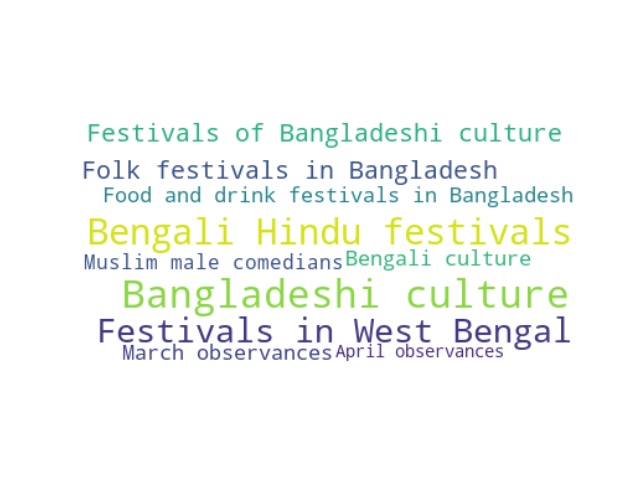 Festivals of Bangladeshi culture
Folk festivals in Bangladesh
Food and drink festivals in Bangladesh
Bengali Hindu festivals
Muslim male comedians
Bengali culture
Bangladeshi culture
Festivals in West Bengal
March observances
April observances